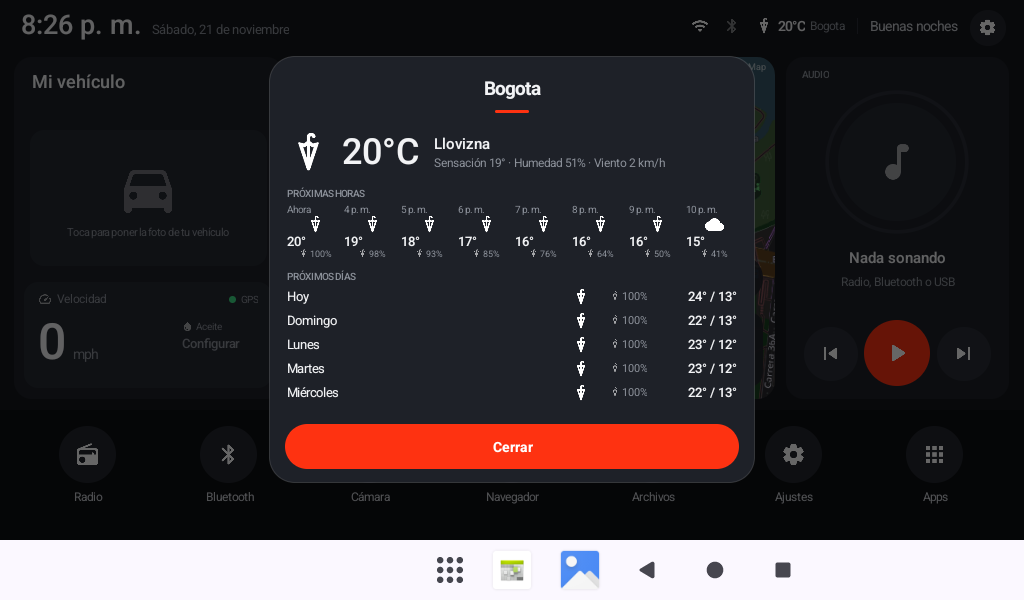 8:26 p. m. Sábado, 21 de noviembre
20°C Bogota Buenas noches
Mi vehículo
Toca para poner la foto de tu vehículo
Velocidad GPS
0 mph
Aceite
Configurar
Map
Bogota
20°C
Llovizna
Sensación 19° · Humedad 51% · Viento 2 km/h
PRÓXIMAS HORAS
Ahora 4 p. m. 5 p. m. 6 p. m. 7 p. m. 8 p. m. 9 p. m. 10 p. m.
20° 19° 18° 17° 16° 16° 16° 15°
100% 98% 93% 85% 76% 64% 50% 41%
PRÓXIMOS DÍAS
Hoy 100% 24° / 13°
Domingo 100% 22° / 13°
Lunes 100% 23° / 12°
Martes 100% 23° / 12°
Miércoles 100% 22° / 13°
Cerrar
Carrera 36A
AUDIO
Nada sonando
Radio, Bluetooth o USB
Radio Bluetooth Cámara Navegador Archivos Ajustes Apps